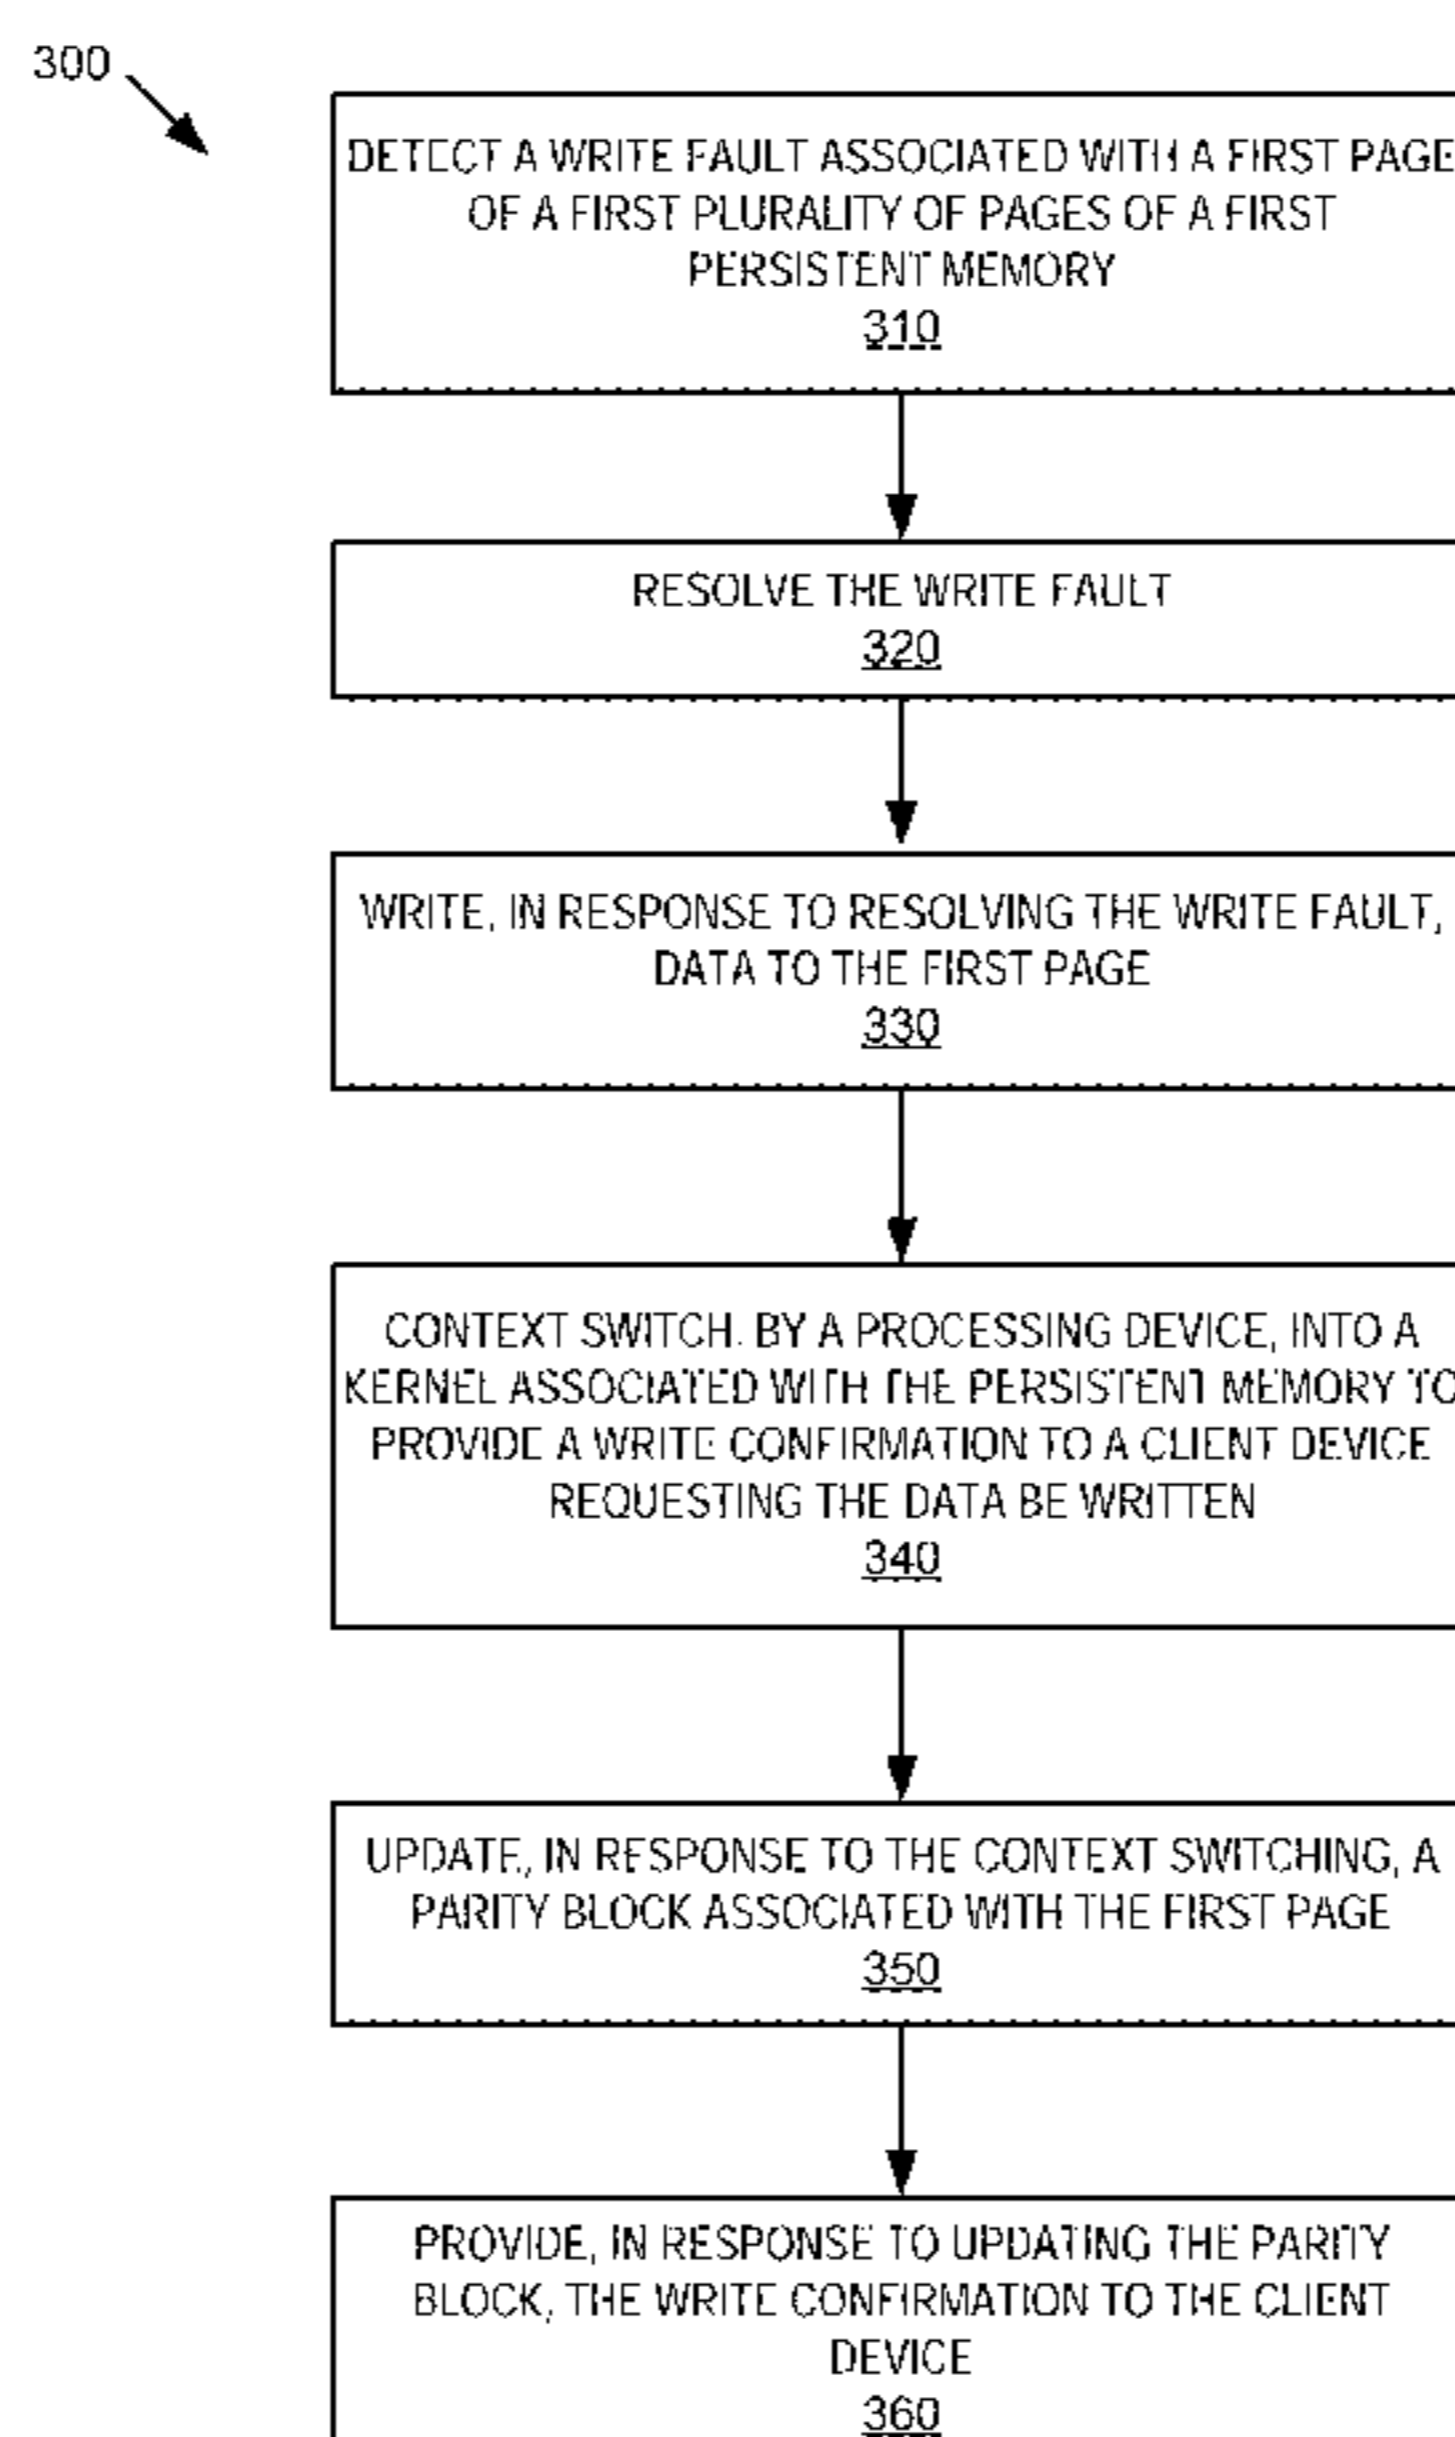 300
DETECT A WRITE FAULT ASSOCIATED WITH A FIRST PAGE
OF A FIRST PLURALITY OF PAGES OF A FIRST
PERSISTENT MEMORY
310
RESOLVE THE WRITE FAULT
320
WRITE, IN RESPONSE TO RESOLVING THE WRITE FAULT,
DATA TO THE FIRST PAGE
330
CONTEXT SWITCH, BY A PROCESSING DEVICE, INTO A
KERNEL ASSOCIATED WITH THE PERSISTENT MEMORY TO
PROVIDE A WRITE CONFIRMATION TO A CLIENT DEVICE
REQUESTING THE DATA BE WRITTEN
340
UPDATE, IN RESPONSE TO THE CONTEXT SWITCHING, A
PARITY BLOCK ASSOCIATED WITH THE FIRST PAGE
350
PROVIDE, IN RESPONSE TO UPDATING THE PARITY
BLOCK, THE WRITE CONFIRMATION TO THE CLIENT
DEVICE
360